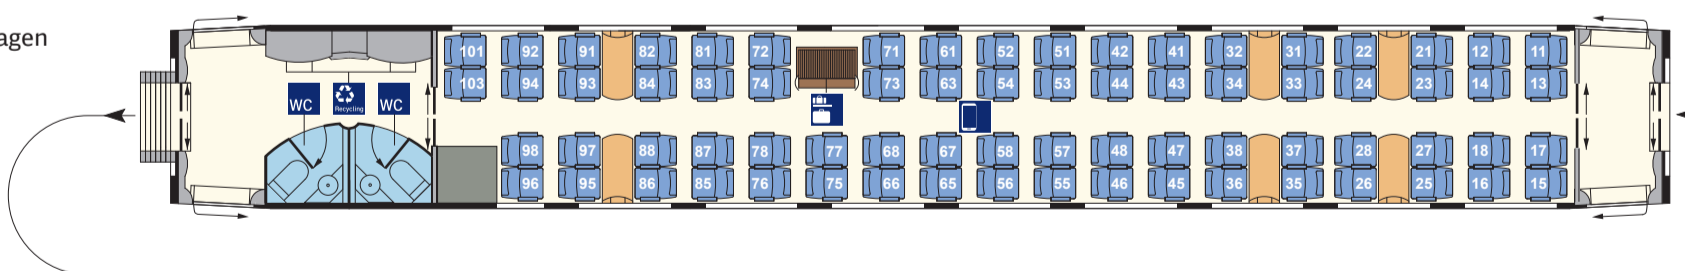 agen
101 92 91 82 81 72 71 61 52 51 42 41 32 31 22 21 12 11
103 94 93 84 83 74 73 63 54 53 44 43 34 33 24 23 14 13
WC Recycling WC
98 97 88 87 78 77 68 67 58 57 48 47 38 37 28 27 18 17
96 95 86 85 76 75 66 65 56 55 46 45 36 35 26 25 16 15